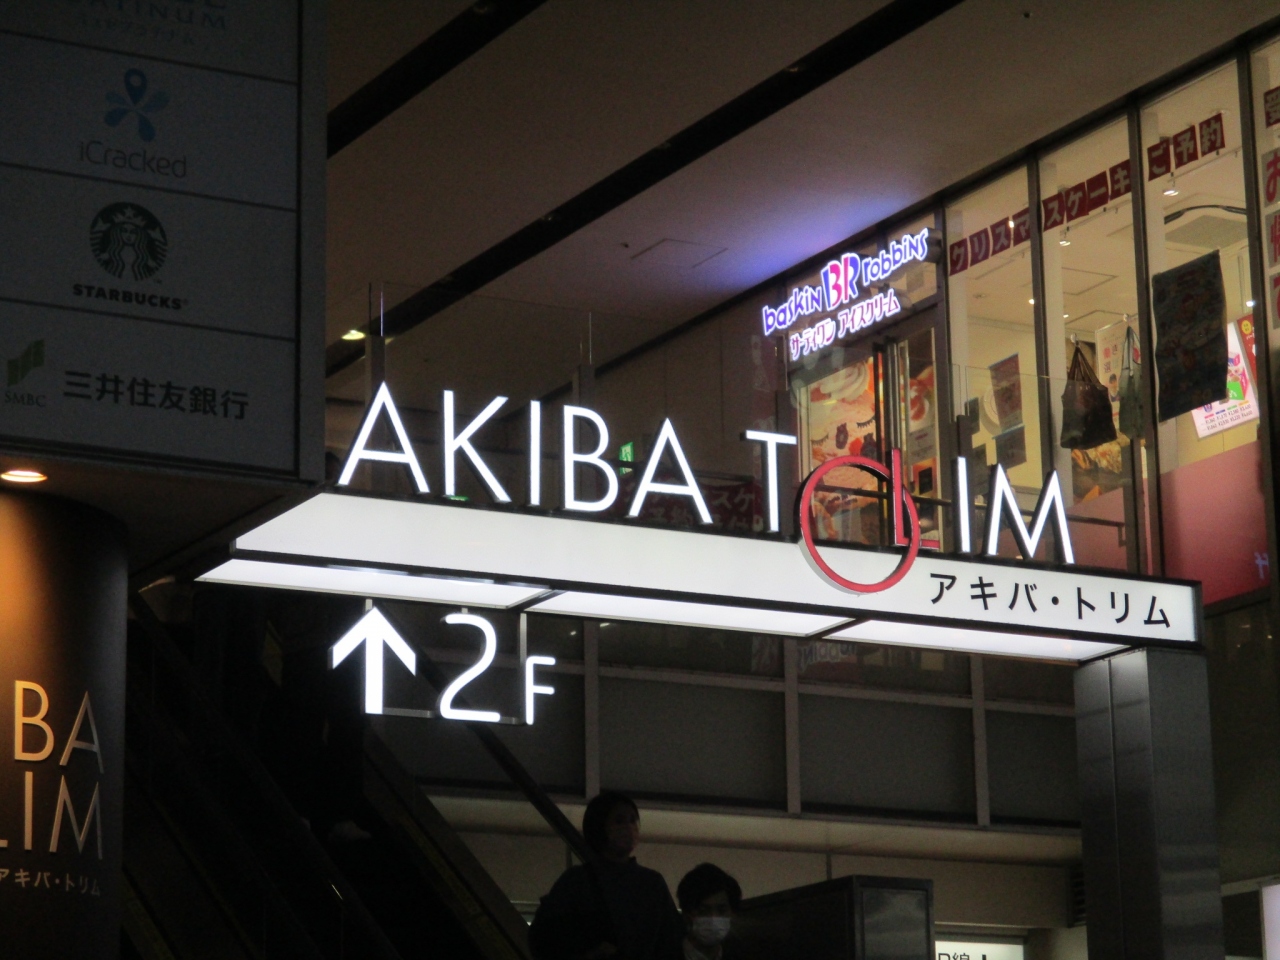 iCracked
STARBUCKS
SMBC 三井住友銀行
baskin BR robbins
サーティワン アイスクリーム
クリスマスケーキご予約
AKIBA TOLIM
アキバ・トリム
↑2F
BA
LIM
アキバ・トリム